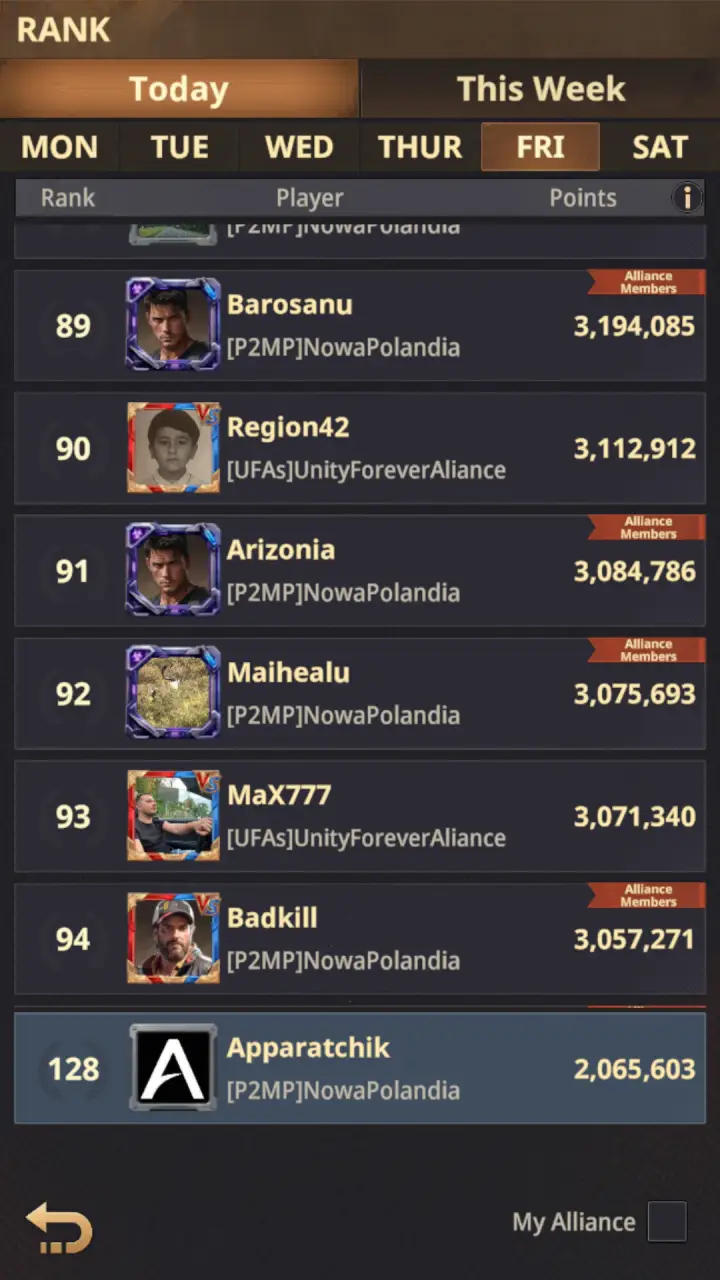 RANK
Today
This Week
MON TUE WED THUR FRI SAT
Rank Player Points i
[P2MP]NowaPolandia
Alliance
Members
89 Barosanu 3,194,085
[P2MP]NowaPolandia
90 Region42 3,112,912
[UFAs]UnityForeverAliance
Alliance
Members
91 Arizonia 3,084,786
[P2MP]NowaPolandia
Alliance
Members
92 Maihealu 3,075,693
[P2MP]NowaPolandia
93 MaX777 3,071,340
[UFAs]UnityForeverAliance
Alliance
Members
94 Badkill 3,057,271
[P2MP]NowaPolandia
128 Apparatchik 2,065,603
[P2MP]NowaPolandia
My Alliance